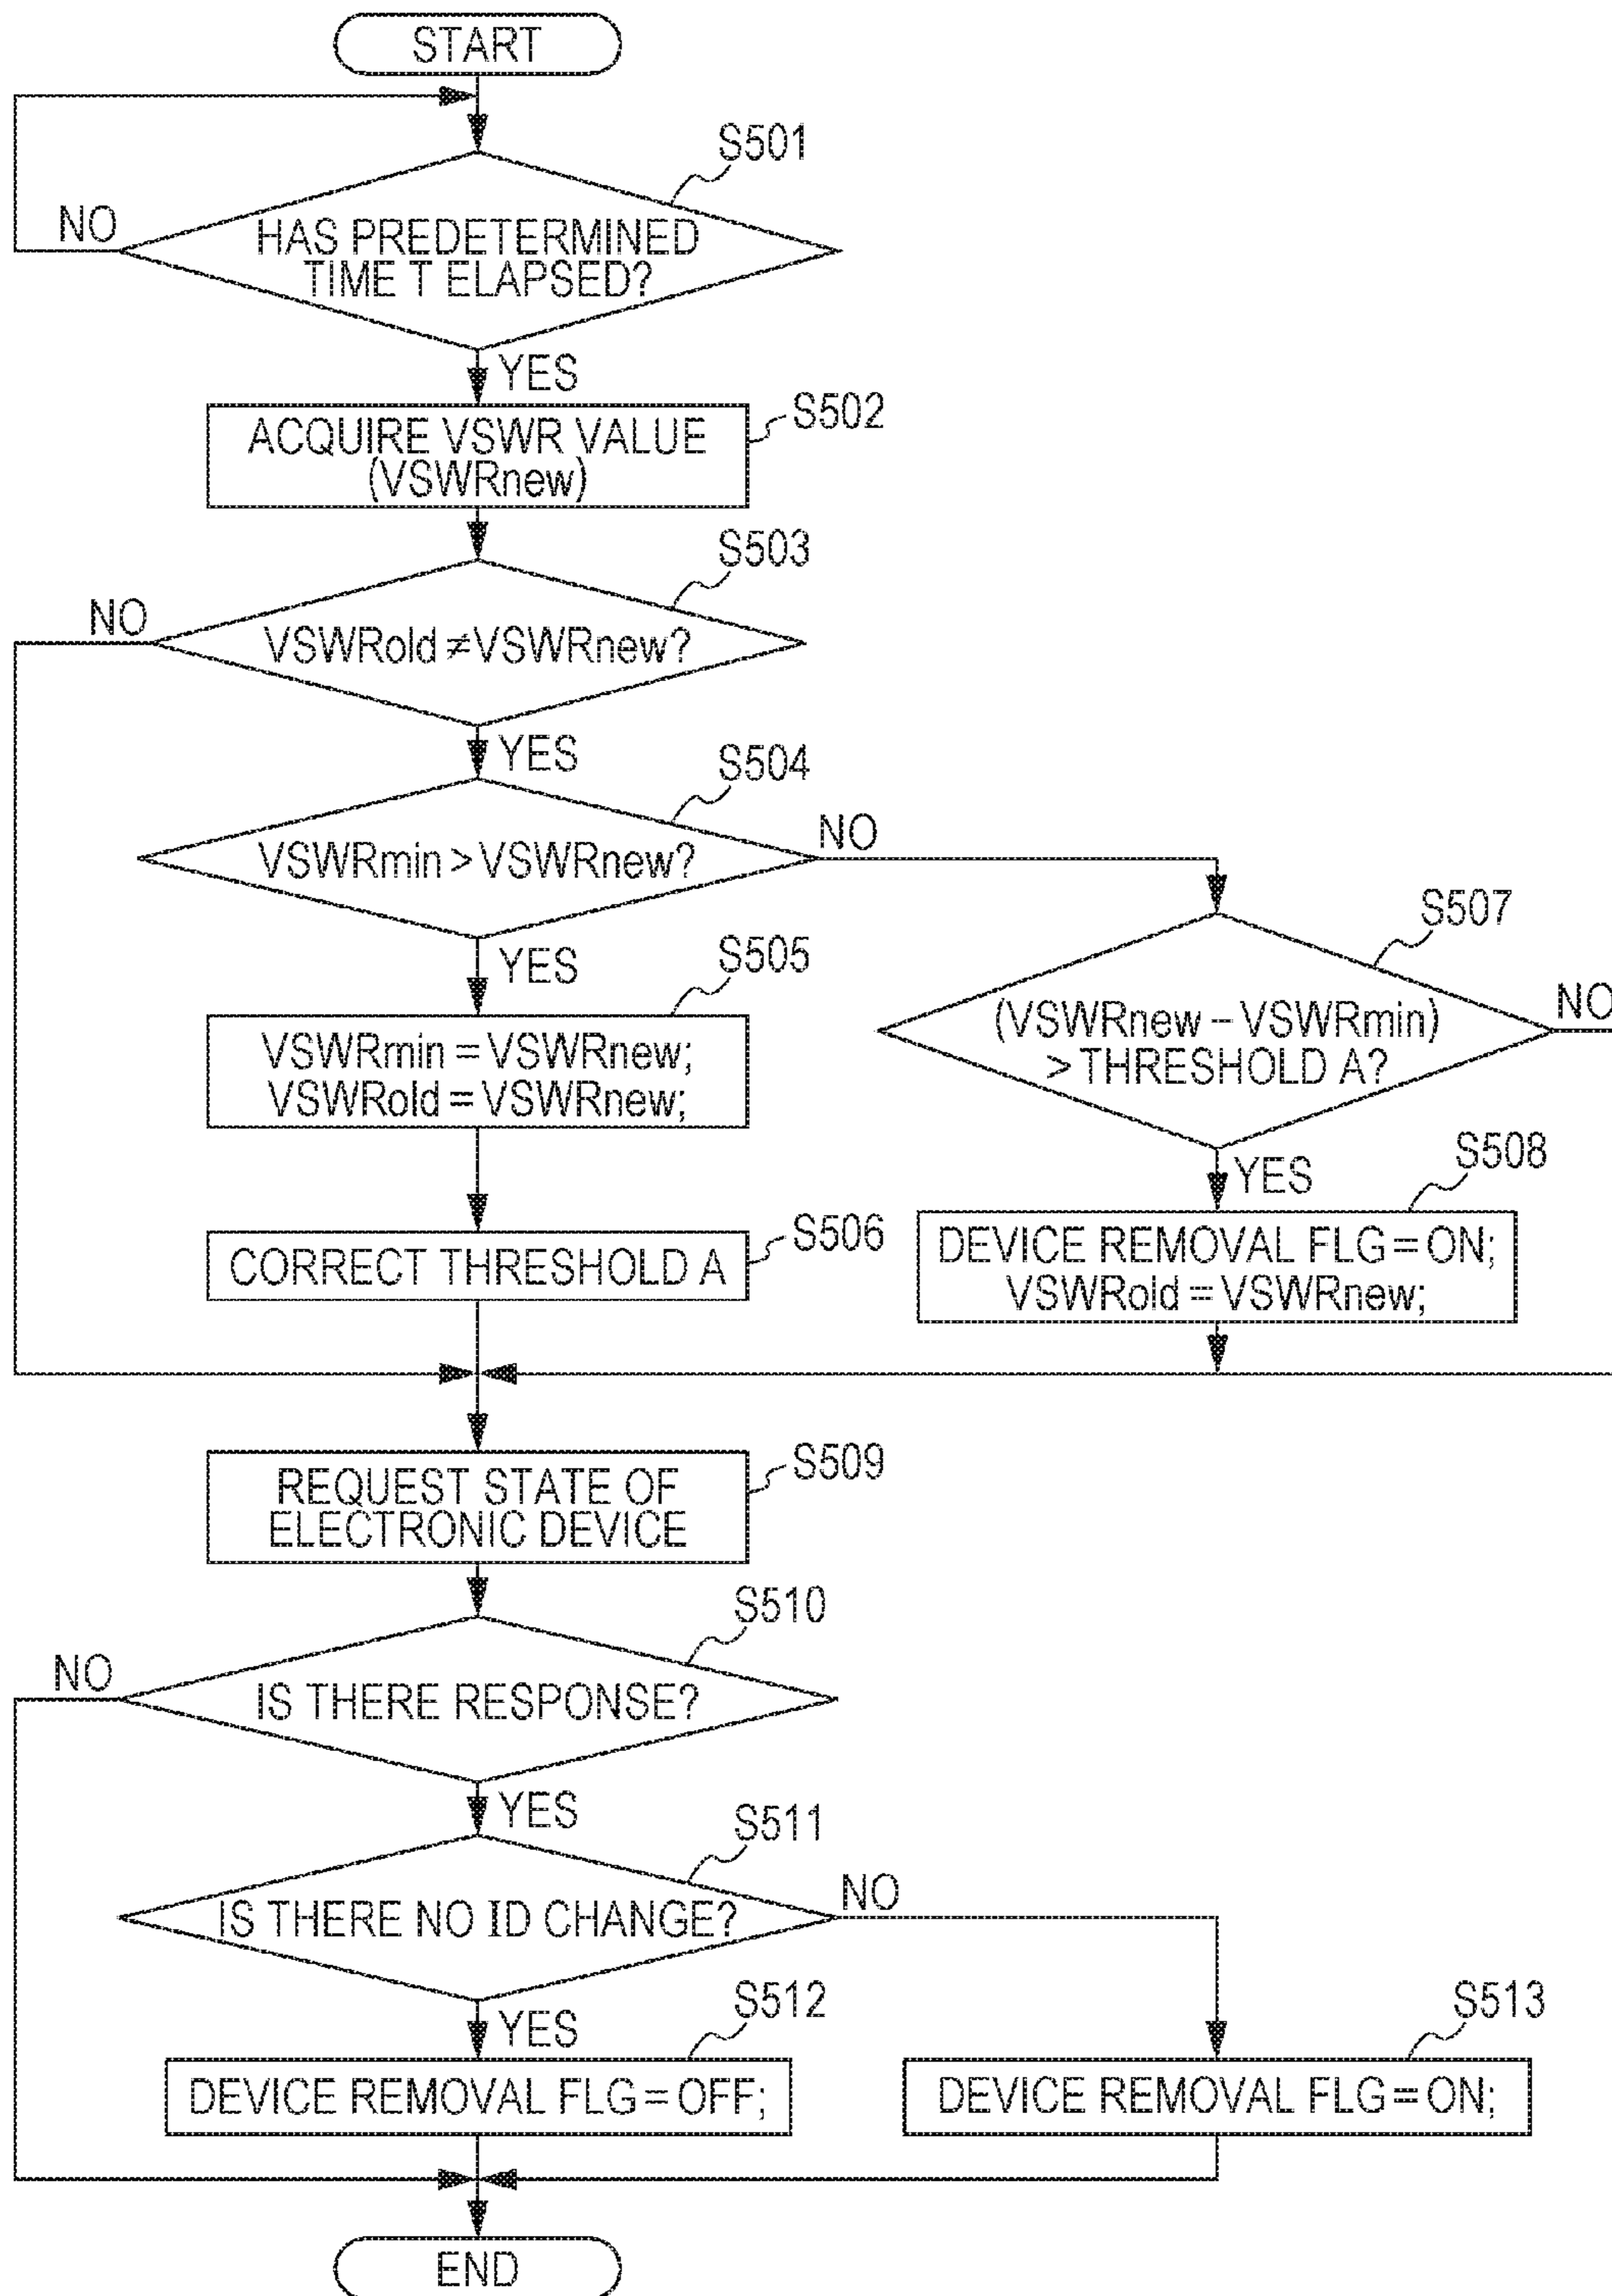 START
S501
NO
HAS PREDETERMINED
TIME T ELAPSED?
YES
ACQUIRE VSWR VALUE
(VSWRnew)
S502
S503
NO
VSWRold ≠ VSWRnew?
YES
S504
VSWRmin > VSWRnew?
NO
YES
S505
VSWRmin = VSWRnew;
VSWRold = VSWRnew;
S507
(VSWRnew – VSWRmin)
> THRESHOLD A?
NO
YES
S506
CORRECT THRESHOLD A
S508
DEVICE REMOVAL FLG = ON;
VSWRold = VSWRnew;
REQUEST STATE OF
ELECTRONIC DEVICE
S509
S510
NO
IS THERE RESPONSE?
YES
S511
IS THERE NO ID CHANGE?
NO
YES
S512
DEVICE REMOVAL FLG = OFF;
S513
DEVICE REMOVAL FLG = ON;
END